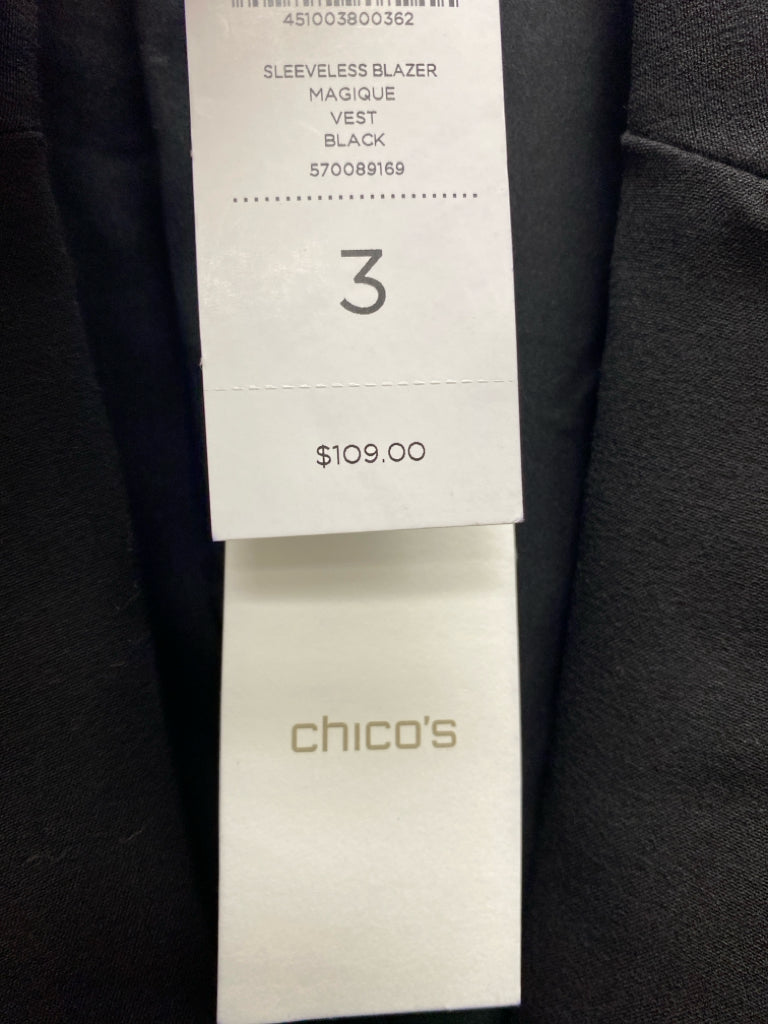 451003800362
SLEEVELESS BLAZER
MAGIQUE
VEST
BLACK
570089169
3
$109.00
chico's